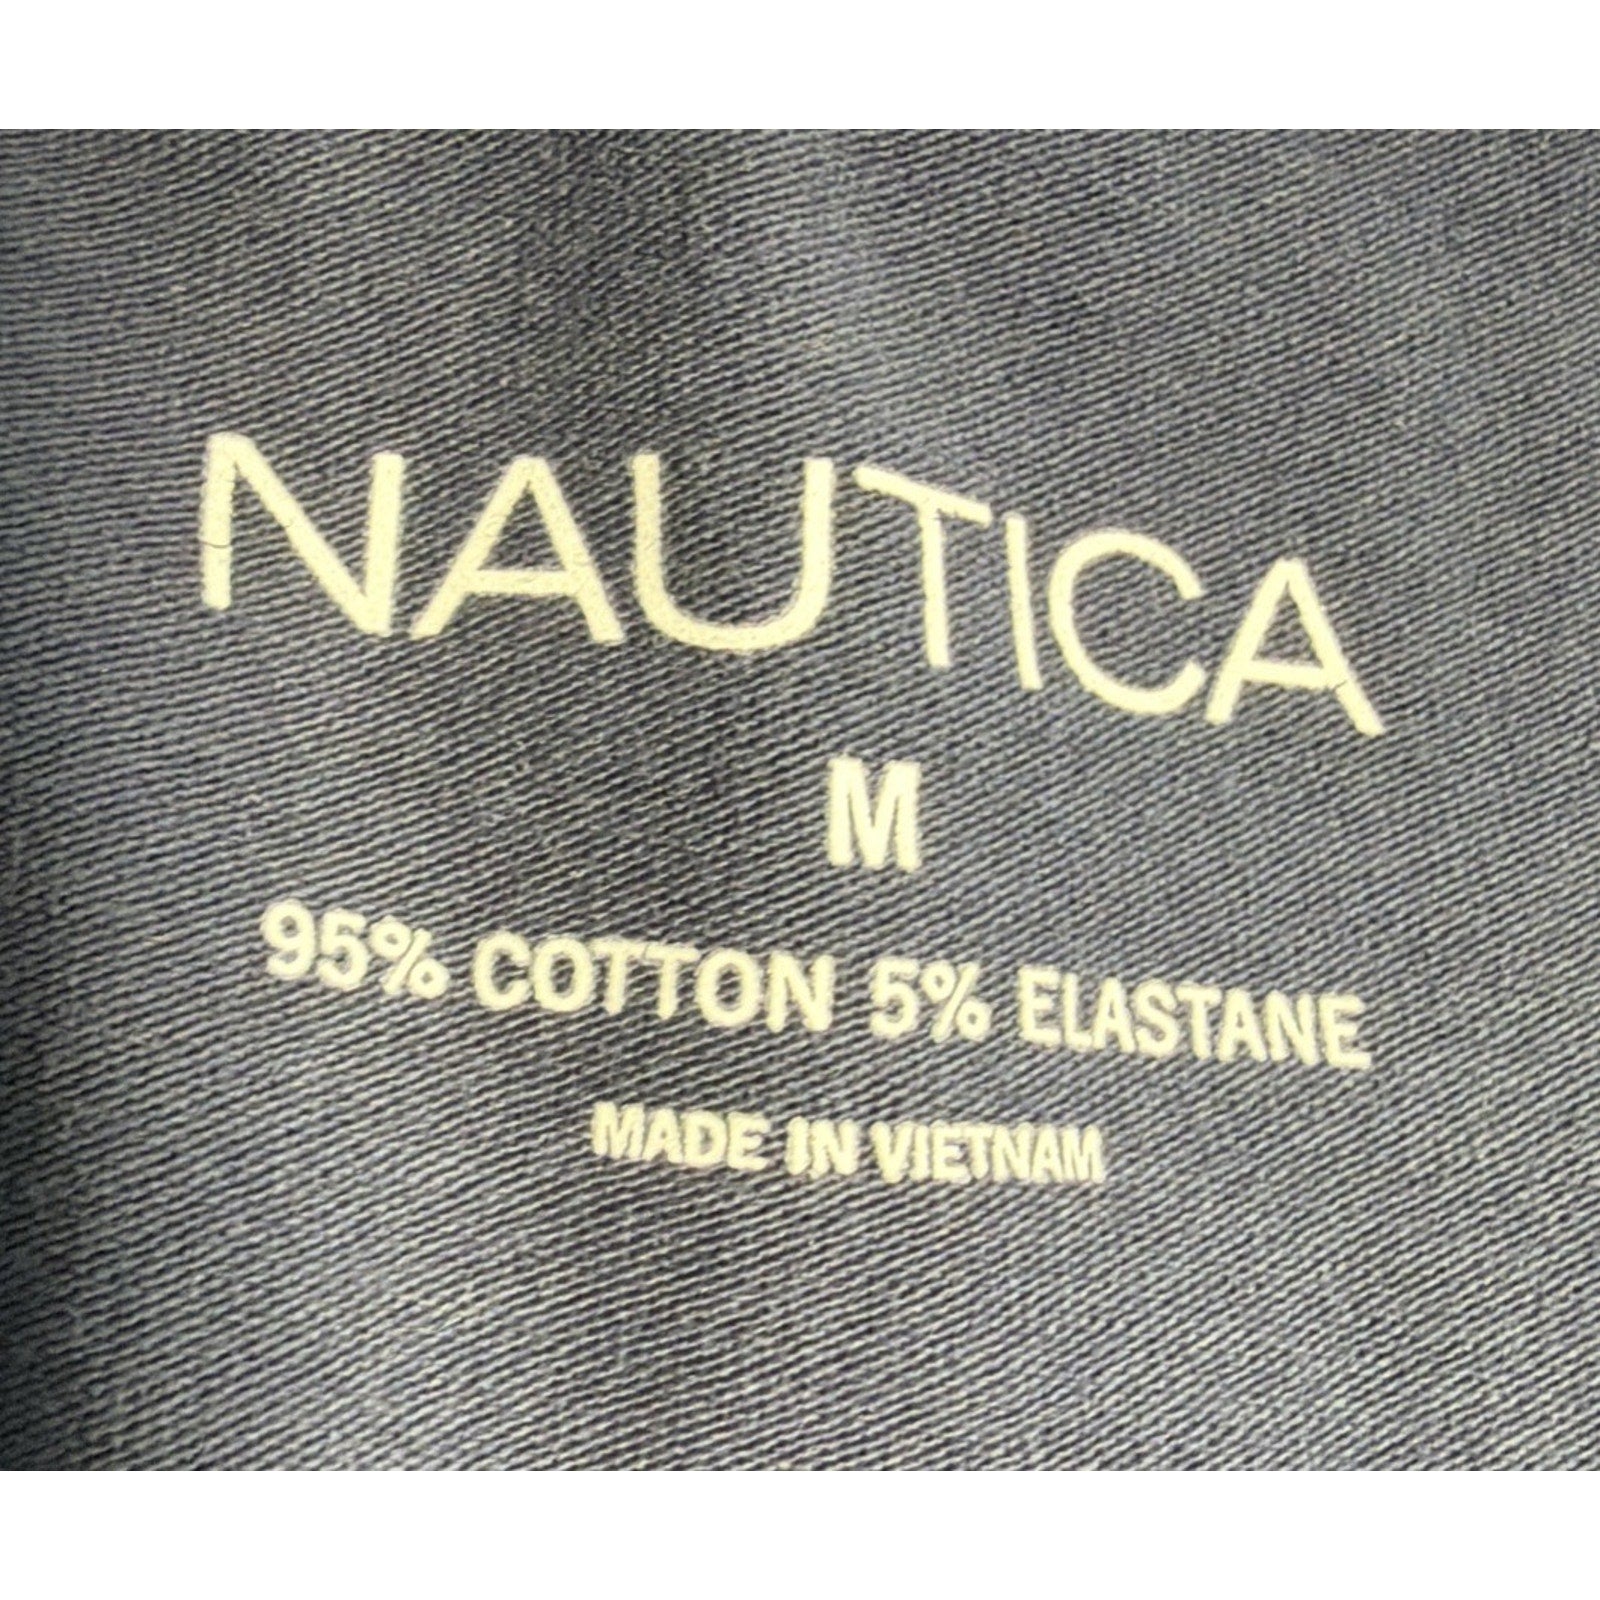 NAUTICA
M
95% COTTON 5% ELASTANE
MADE IN VIETNAM